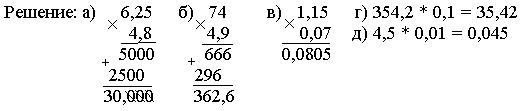 Решение: а) 6,25 б) 74 в) 1,15 г) 354,2 * 0,1 = 35,42
× 4,8 × 4,9 × 0,07 д) 4,5 * 0,01 = 0,045
5000 666 0,0805
+ +
2500 296
30,000 362,6